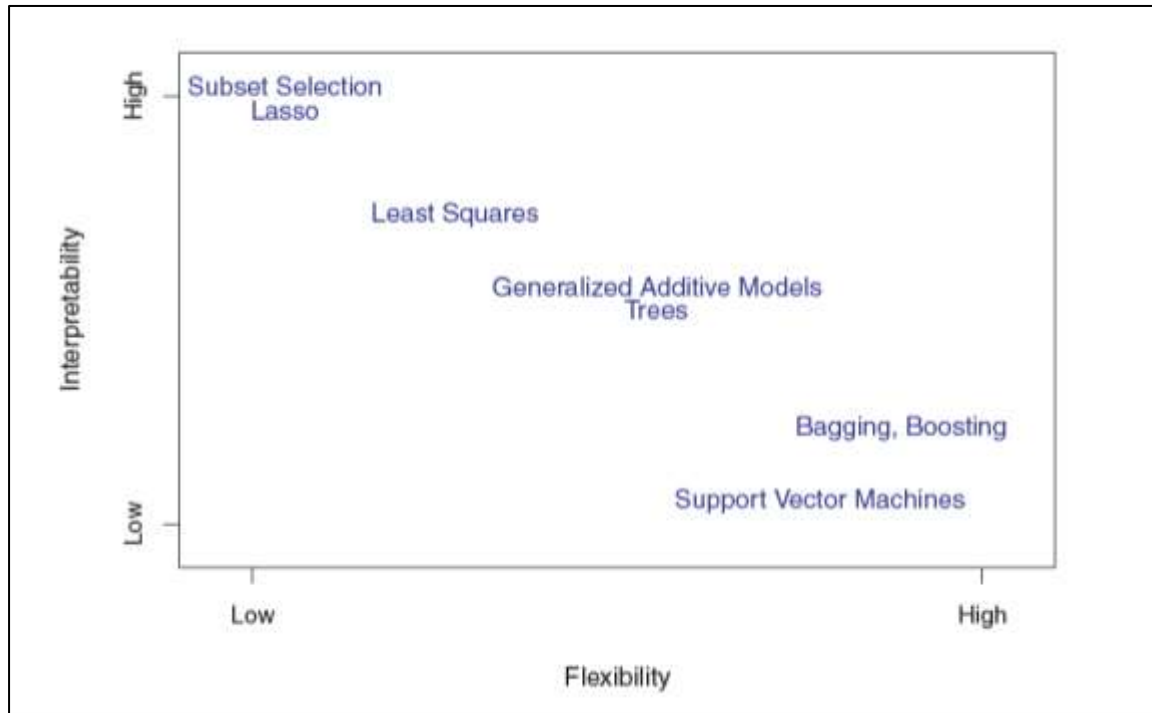 High
Subset Selection
Lasso
Least Squares
Interpretability
Generalized Additive Models
Trees
Bagging, Boosting
Support Vector Machines
Low
Low
High
Flexibility